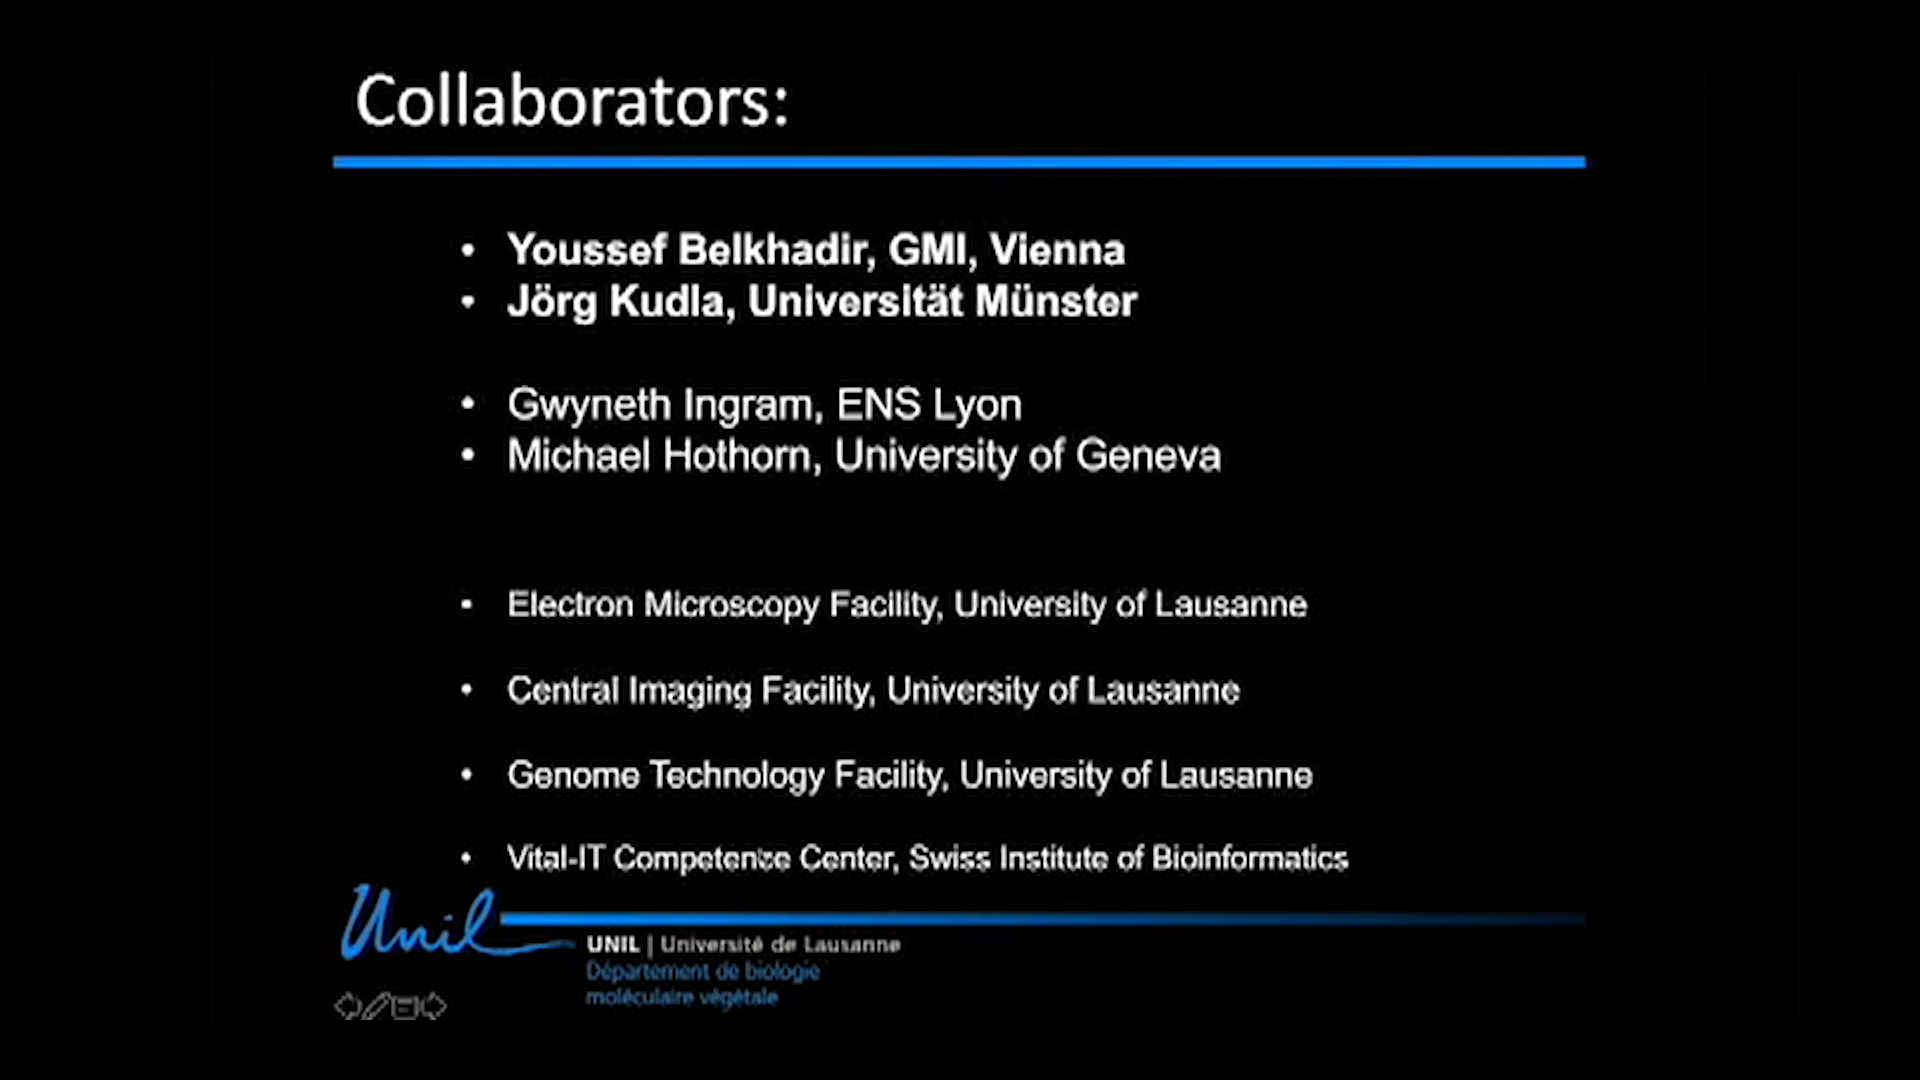 Collaborators:
• Youssef Belkhadir, GMI, Vienna
• Jörg Kudla, Universität Münster
• Gwyneth Ingram, ENS Lyon
• Michael Hothorn, University of Geneva
• Electron Microscopy Facility, University of Lausanne
• Central Imaging Facility, University of Lausanne
• Genome Technology Facility, University of Lausanne
• Vital-IT Competence Center, Swiss Institute of Bioinformatics
Unil
UNIL | Université de Lausanne
Département de biologie
moléculaire végétale